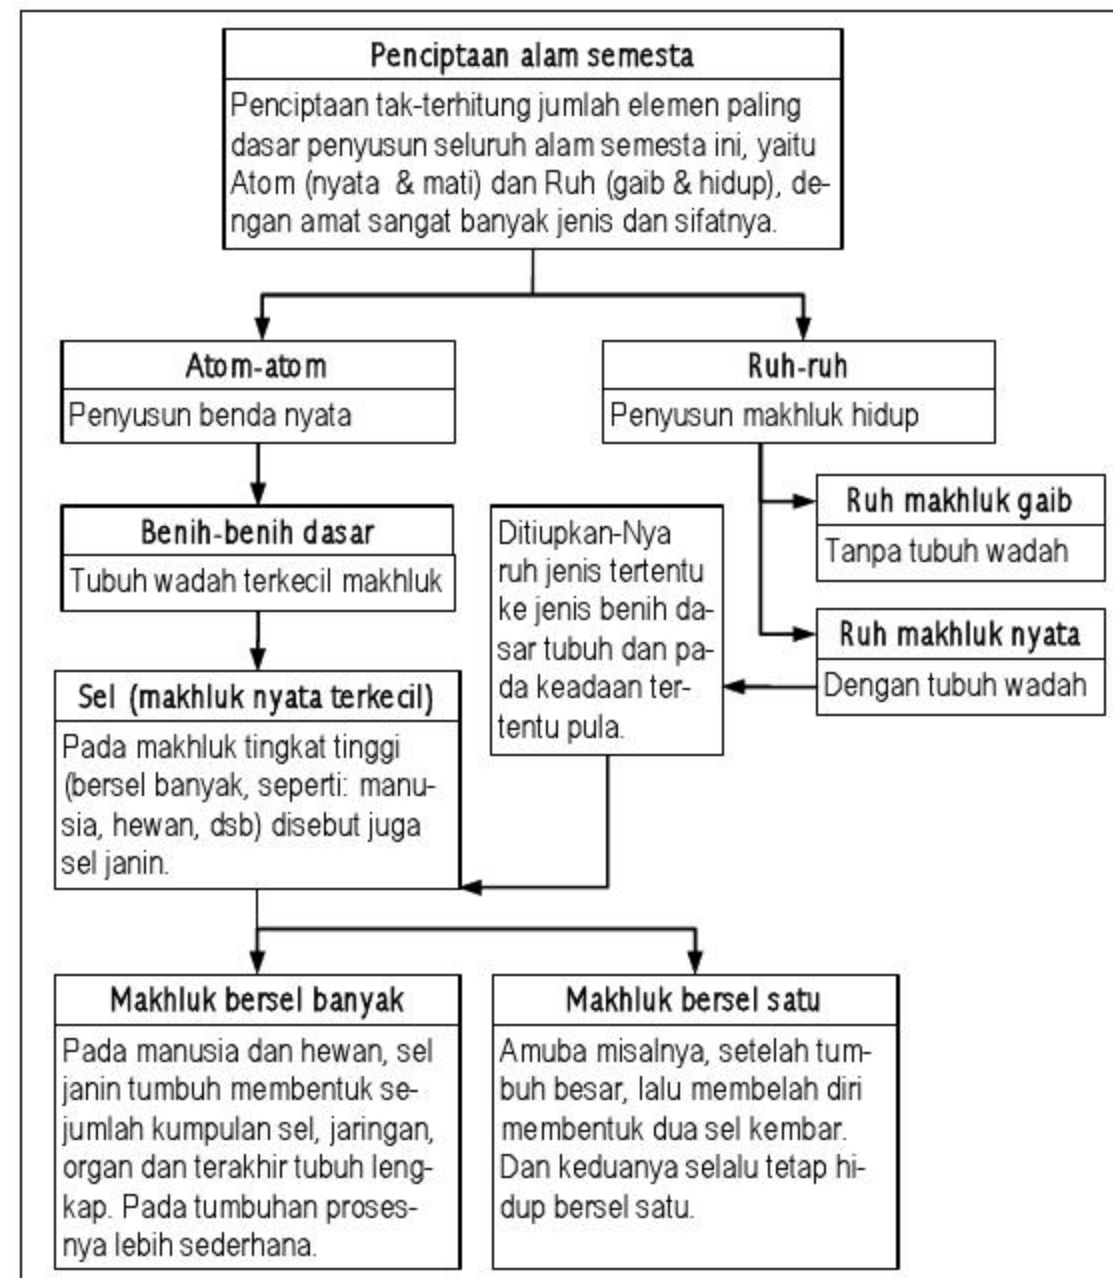 Penciptaan alam semesta
Penciptaan tak-terhitung jumlah elemen paling
dasar penyusun seluruh alam semesta ini, yaitu
Atom (nyata & mati) dan Ruh (gaib & hidup), de-
ngan amat sangat banyak jenis dan sifatnya.
Atom-atom
Penyusun benda nyata
Ruh-ruh
Penyusun makhluk hidup
Ruh makhluk gaib
Tanpa tubuh wadah
Benih-benih dasar
Tubuh wadah terkecil makhluk
Ditiupkan-Nya
ruh jenis tertentu
ke jenis benih da-
sar tubuh dan pa-
da keadaan ter-
tentu pula.
Ruh makhluk nyata
Dengan tubuh wadah
Sel (makhluk nyata terkecil)
Pada makhluk tingkat tinggi
(bersel banyak, seperti: manu-
sia, hewan, dsb) disebut juga
sel janin.
Makhluk bersel banyak
Pada manusia dan hewan, sel
janin tumbuh membentuk se-
jumlah kumpulan sel, jaringan,
organ dan terakhir tubuh leng-
kap. Pada tumbuhan proses-
nya lebih sederhana.
Makhluk bersel satu
Amuba misalnya, setelah tum-
buh besar, lalu membelah diri
membentuk dua sel kembar.
Dan keduanya selalu tetap hi-
dup bersel satu.